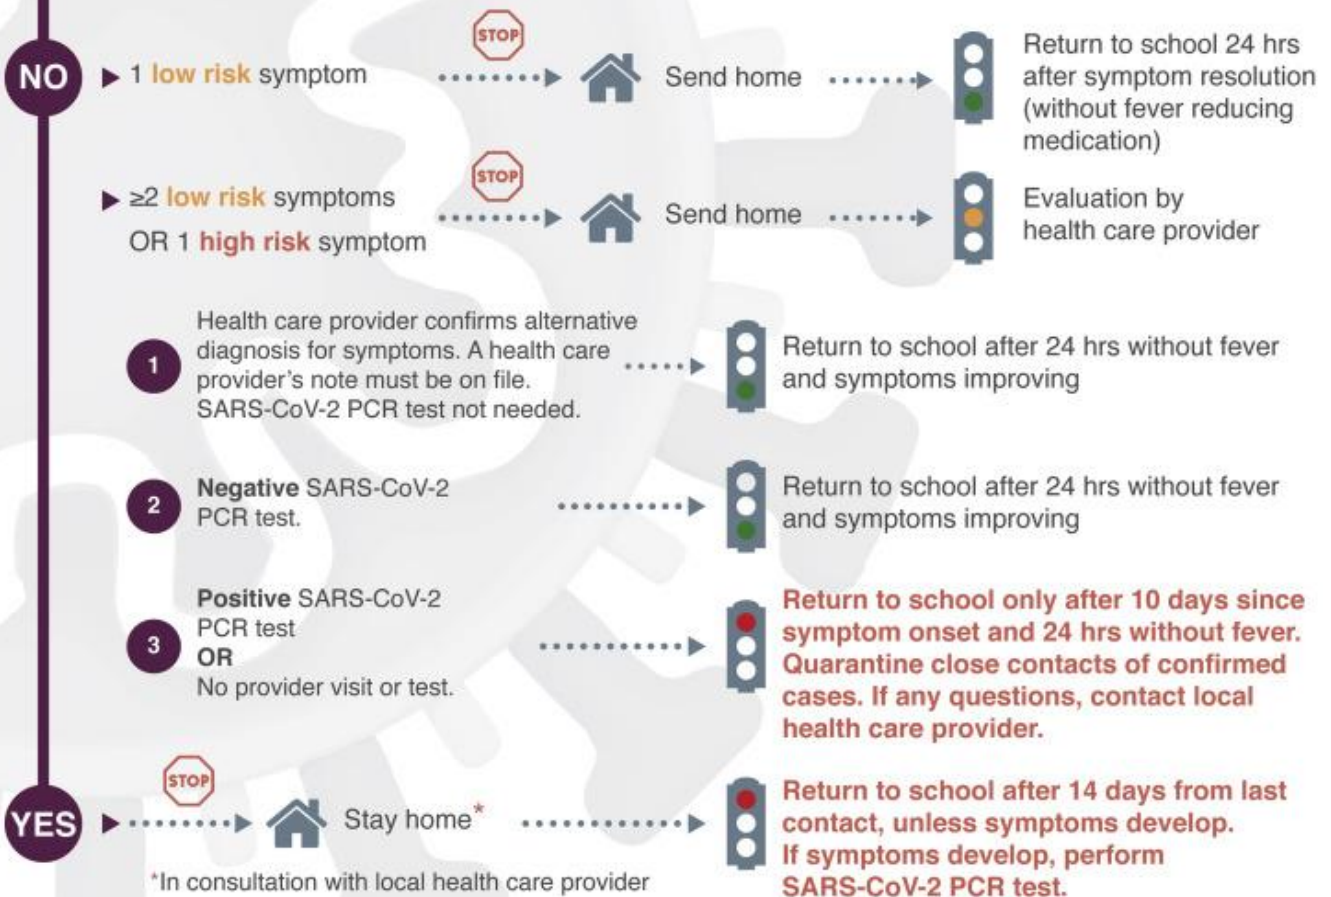 NO
▶ 1 low risk symptom
STOP
Send home
Return to school 24 hrs
after symptom resolution
(without fever reducing
medication)
▶ ≥2 low risk symptoms
OR 1 high risk symptom
STOP
Send home
Evaluation by
health care provider
1
Health care provider confirms alternative
diagnosis for symptoms. A health care
provider's note must be on file.
SARS-CoV-2 PCR test not needed.
Return to school after 24 hrs without fever
and symptoms improving
2
Negative SARS-CoV-2
PCR test.
Return to school after 24 hrs without fever
and symptoms improving
3
Positive SARS-CoV-2
PCR test
OR
No provider visit or test.
Return to school only after 10 days since
symptom onset and 24 hrs without fever.
Quarantine close contacts of confirmed
cases. If any questions, contact local
health care provider.
YES
STOP
Stay home*
Return to school after 14 days from last
contact, unless symptoms develop.
If symptoms develop, perform
SARS-CoV-2 PCR test.
*In consultation with local health care provider